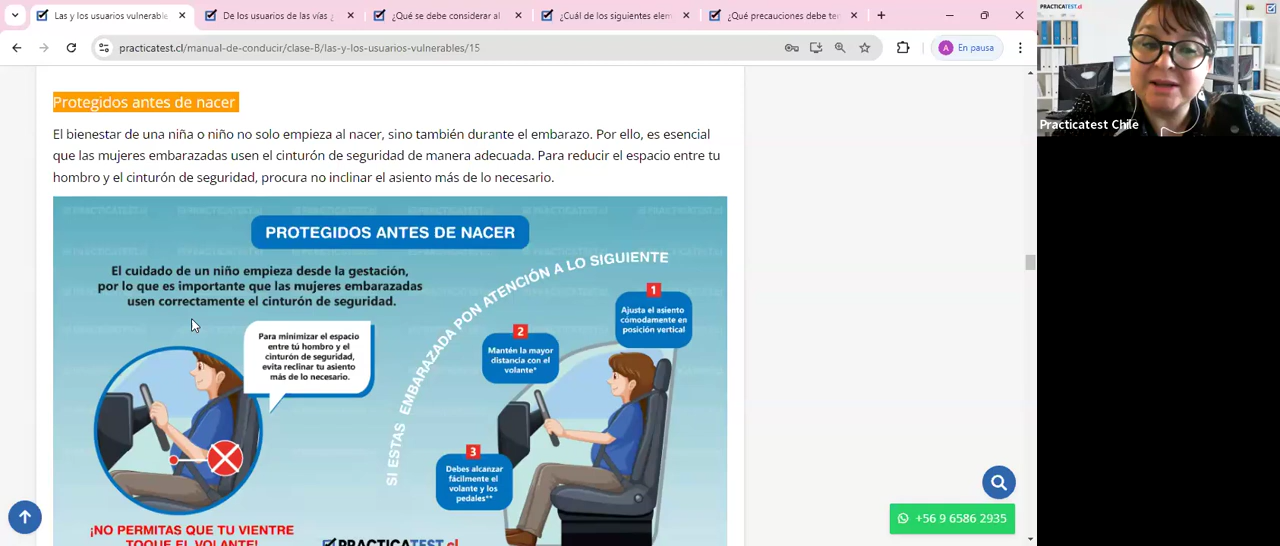 Las y los usuarios vulnerables
De los usuarios de las vías ¿
¿Qué se debe considerar al
¿Cuál de los siguientes elem
¿Qué precauciones debe ten
practicatest.cl/manual-de-conducir/clase-B/las-y-los-usuarios-vulnerables/15
A En pausa
PRACTICATEST.cl
Practicatest Chile
Protegidos antes de nacer
El bienestar de una niña o niño no solo empieza al nacer, sino también durante el embarazo. Por ello, es esencial
que las mujeres embarazadas usen el cinturón de seguridad de manera adecuada. Para reducir el espacio entre tu
hombro y el cinturón de seguridad, procura no inclinar el asiento más de lo necesario.
PROTEGIDOS ANTES DE NACER
El cuidado de un niño empieza desde la gestación,
por lo que es importante que las mujeres embarazadas
usen correctamente el cinturón de seguridad.
Para minimizar el espacio
entre tú hombro y el
cinturón de seguridad,
evita reclinar tu asiento
más de lo necesario.
¡NO PERMITAS QUE TU VIENTRE
TOQUE EL VOLANTE!
SI ESTAS EMBARAZADA PON ATENCIÓN A LO SIGUIENTE
1
Ajusta el asiento
cómodamente en
posición vertical
2
Mantén la mayor
distancia con el
volante*
3
Debes alcanzar
fácilmente el
volante y los
pedales**
PRACTICATEST.cl
+56 9 6586 2935